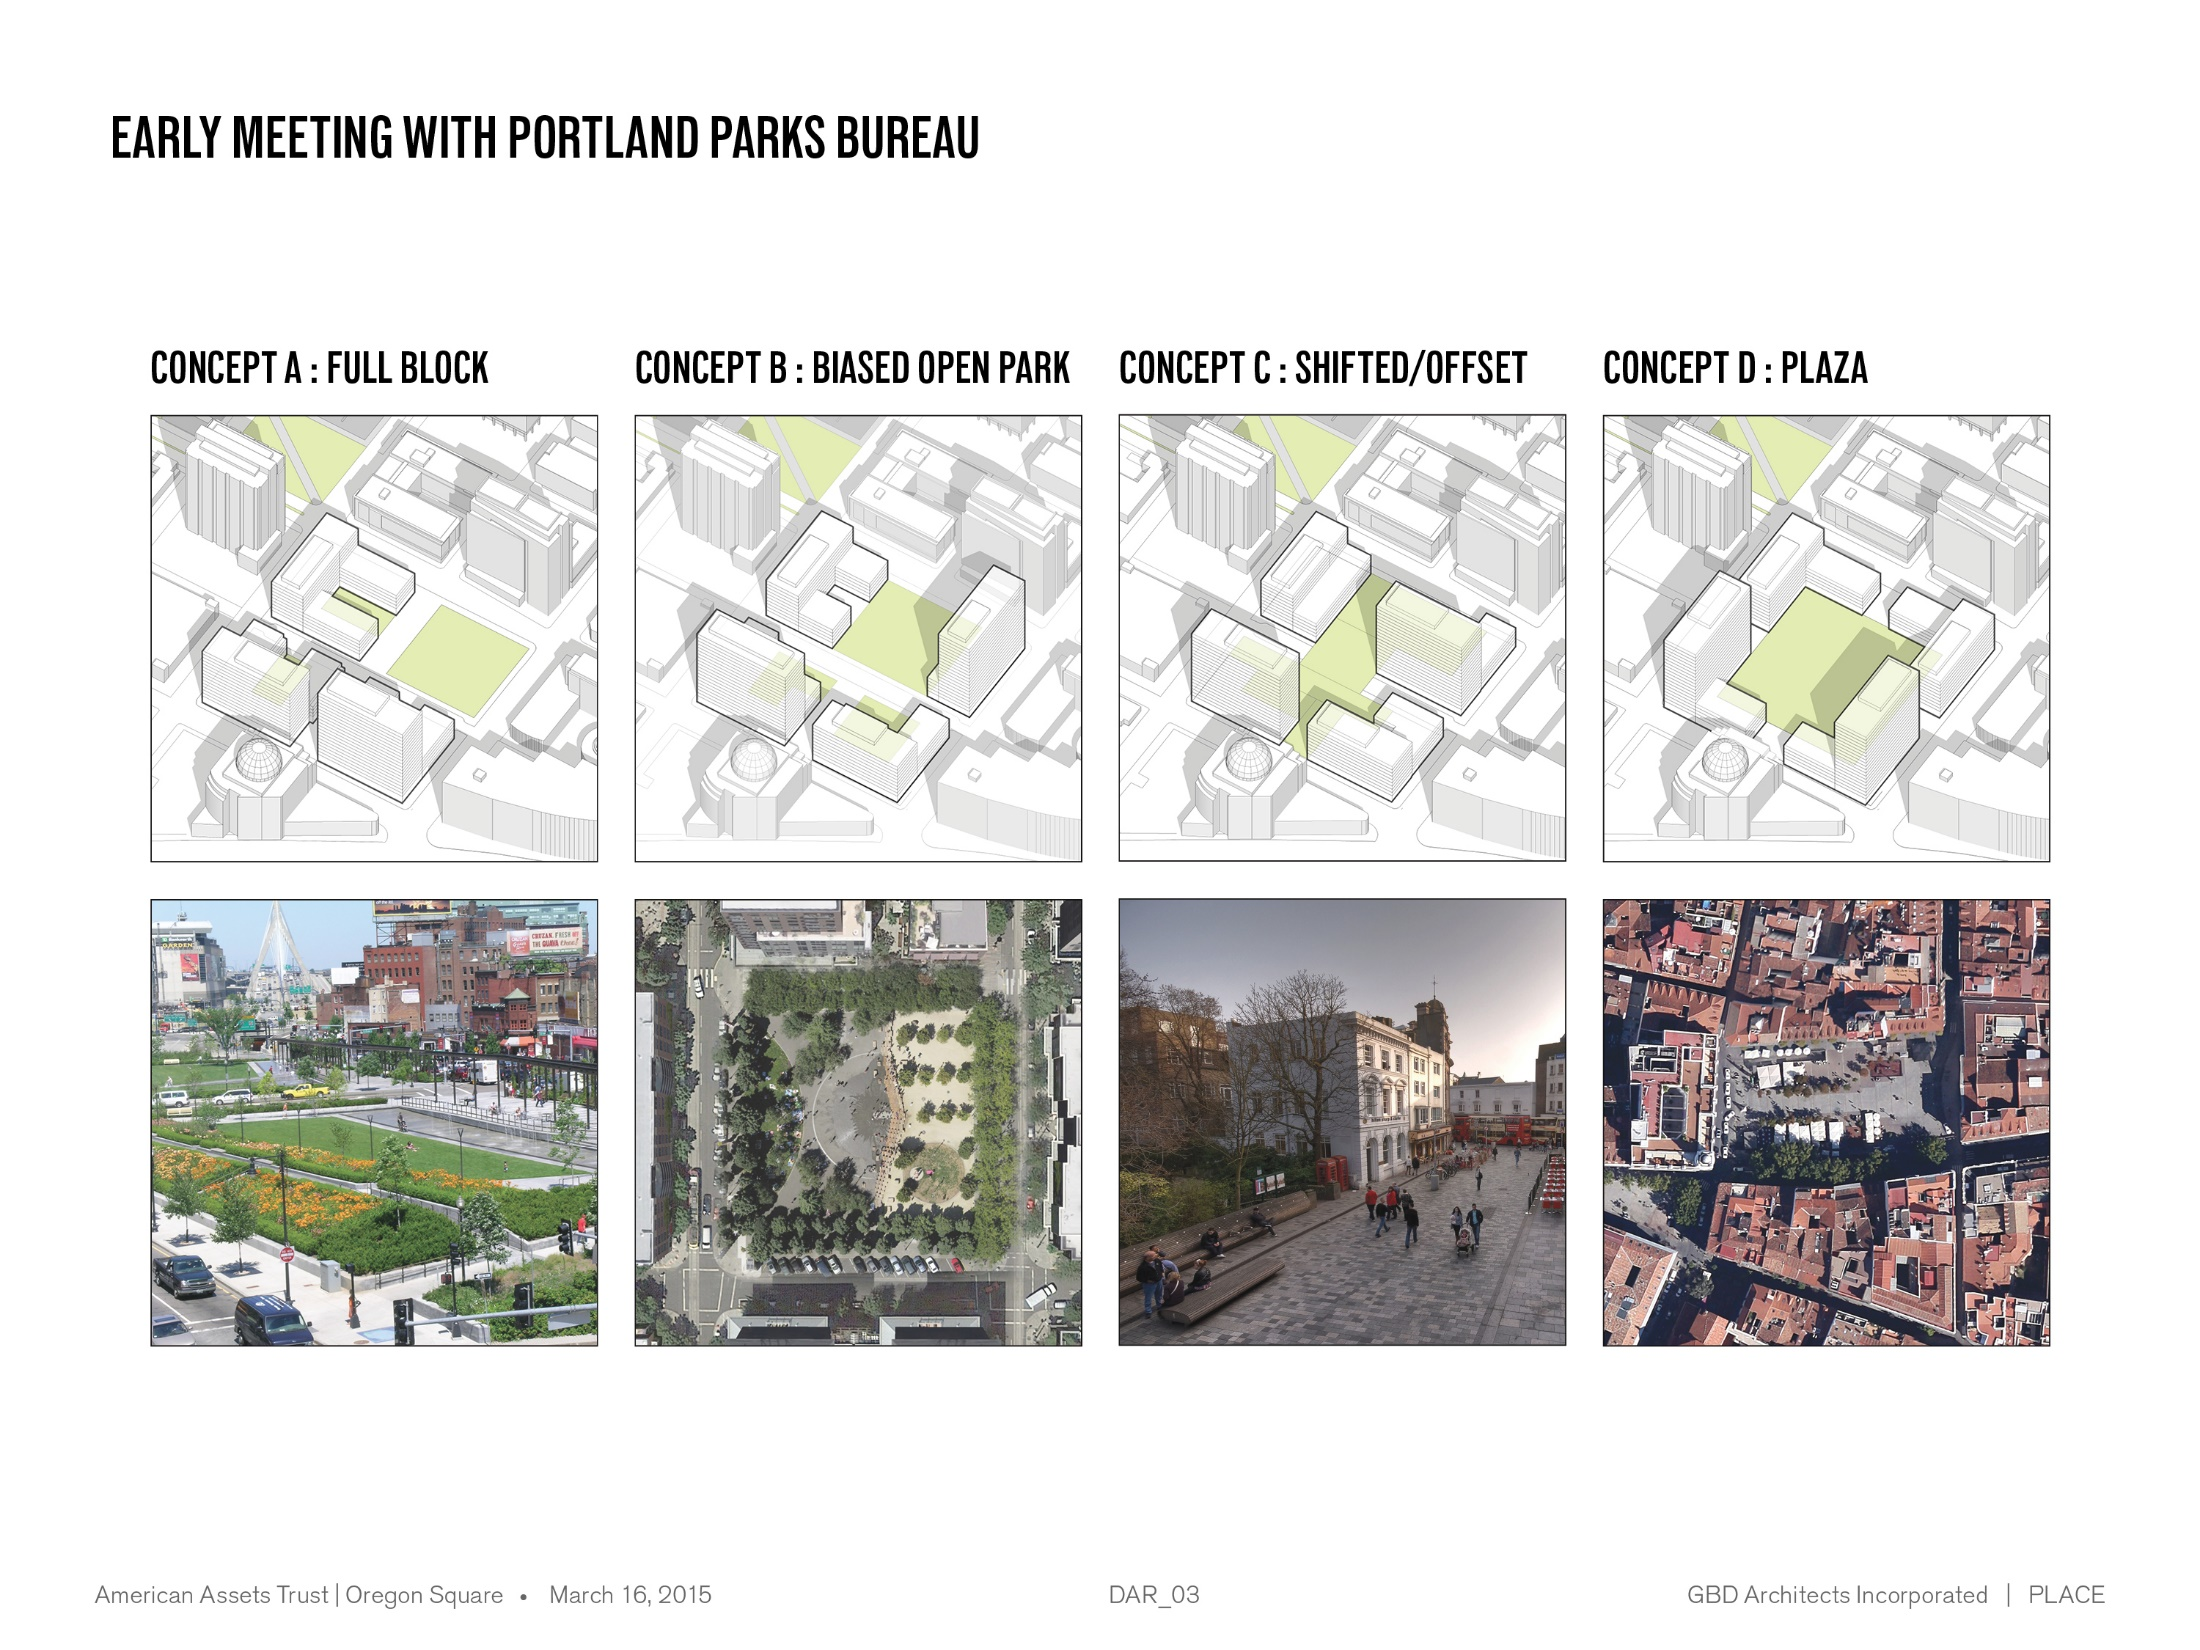 EARLY MEETING WITH PORTLAND PARKS BUREAU
CONCEPT A : FULL BLOCK
CONCEPT B : BIASED OPEN PARK
CONCEPT C : SHIFTED/OFFSET
CONCEPT D : PLAZA
GARDEN
American Assets Trust | Oregon Square • March 16, 2015
DAR_03
GBD Architects Incorporated | PLACE